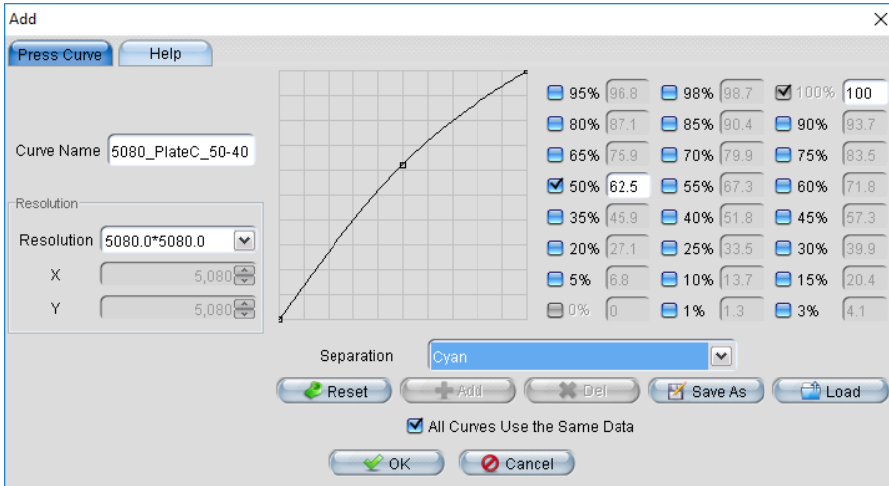 Add
Press Curve Help
Curve Name 5080_PlateC_50-40
Resolution
Resolution 5080.0*5080.0
X 5,080
Y 5,080
95% 96.8 98% 98.7 100% 100
80% 87.1 85% 90.4 90% 93.7
65% 75.9 70% 79.9 75% 83.5
50% 62.5 55% 67.3 60% 71.8
35% 45.9 40% 51.8 45% 57.3
20% 27.1 25% 33.5 30% 39.9
5% 6.8 10% 13.7 15% 20.4
0% 0 1% 1.3 3% 4.1
Separation Cyan
Reset Add Del Save As Load
All Curves Use the Same Data
OK Cancel